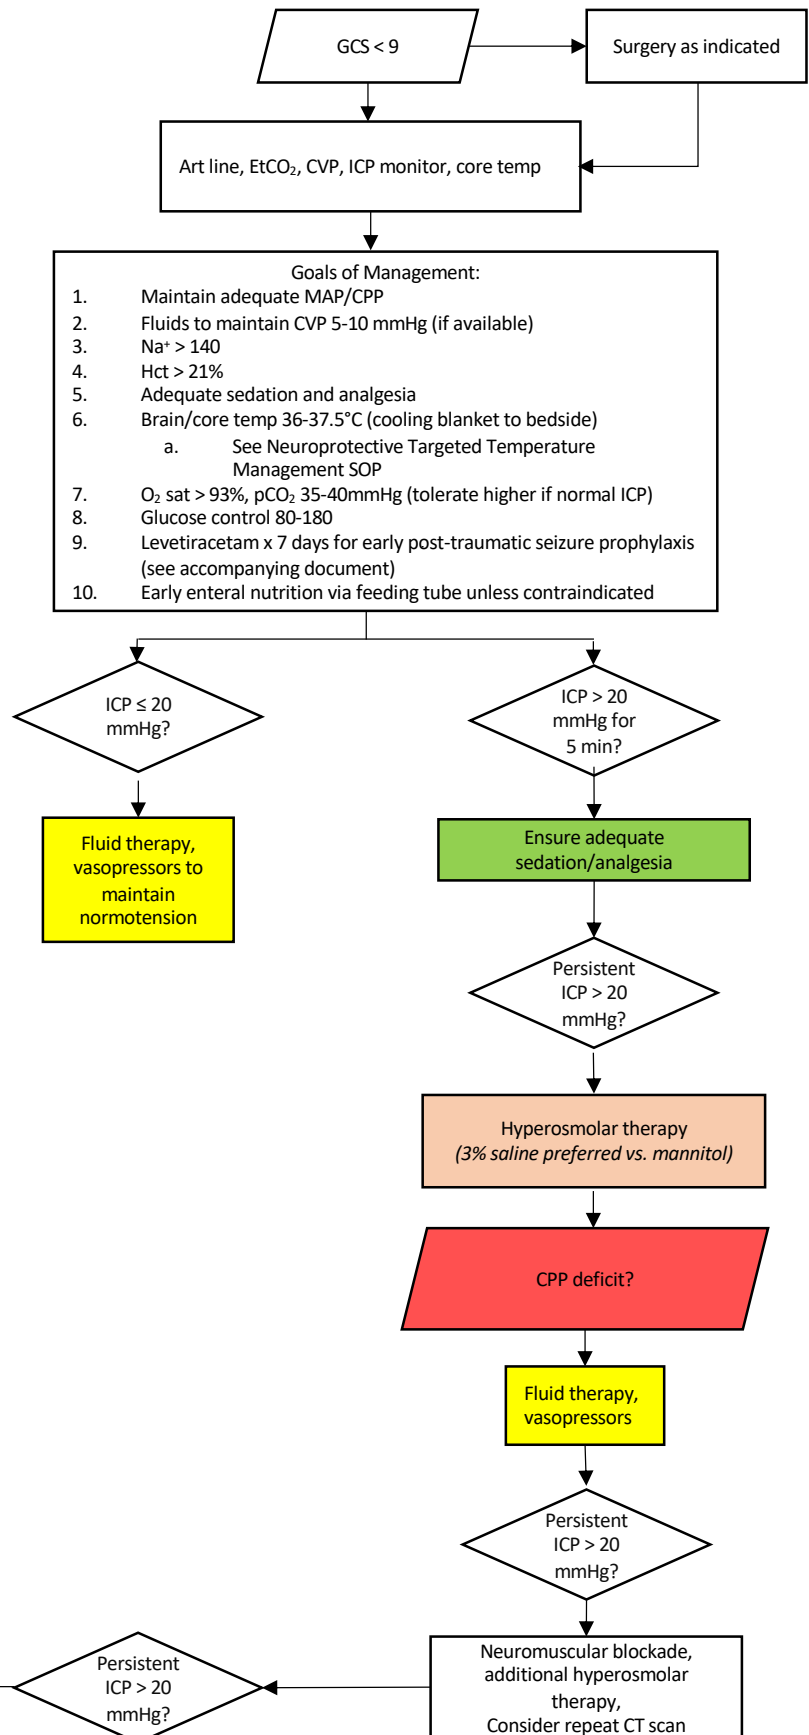 GCS < 9
Surgery as indicated
Art line, EtCO₂, CVP, ICP monitor, core temp
Goals of Management:
1. Maintain adequate MAP/CPP
2. Fluids to maintain CVP 5-10 mmHg (if available)
3. Na⁺ > 140
4. Hct > 21%
5. Adequate sedation and analgesia
6. Brain/core temp 36-37.5°C (cooling blanket to bedside)
a. See Neuroprotective Targeted Temperature
Management SOP
7. O₂ sat > 93%, pCO₂ 35-40mmHg (tolerate higher if normal ICP)
8. Glucose control 80-180
9. Levetiracetam x 7 days for early post-traumatic seizure prophylaxis
(see accompanying document)
10. Early enteral nutrition via feeding tube unless contraindicated
ICP ≤ 20
mmHg?
Fluid therapy,
vasopressors to
maintain
normotension
ICP > 20
mmHg for
5 min?
Ensure adequate
sedation/analgesia
Persistent
ICP > 20
mmHg?
Hyperosmolar therapy
(3% saline preferred vs. mannitol)
CPP deficit?
Fluid therapy,
vasopressors
Persistent
ICP > 20
mmHg?
Neuromuscular blockade,
additional hyperosmolar
therapy,
Consider repeat CT scan
Persistent
ICP > 20
mmHg?